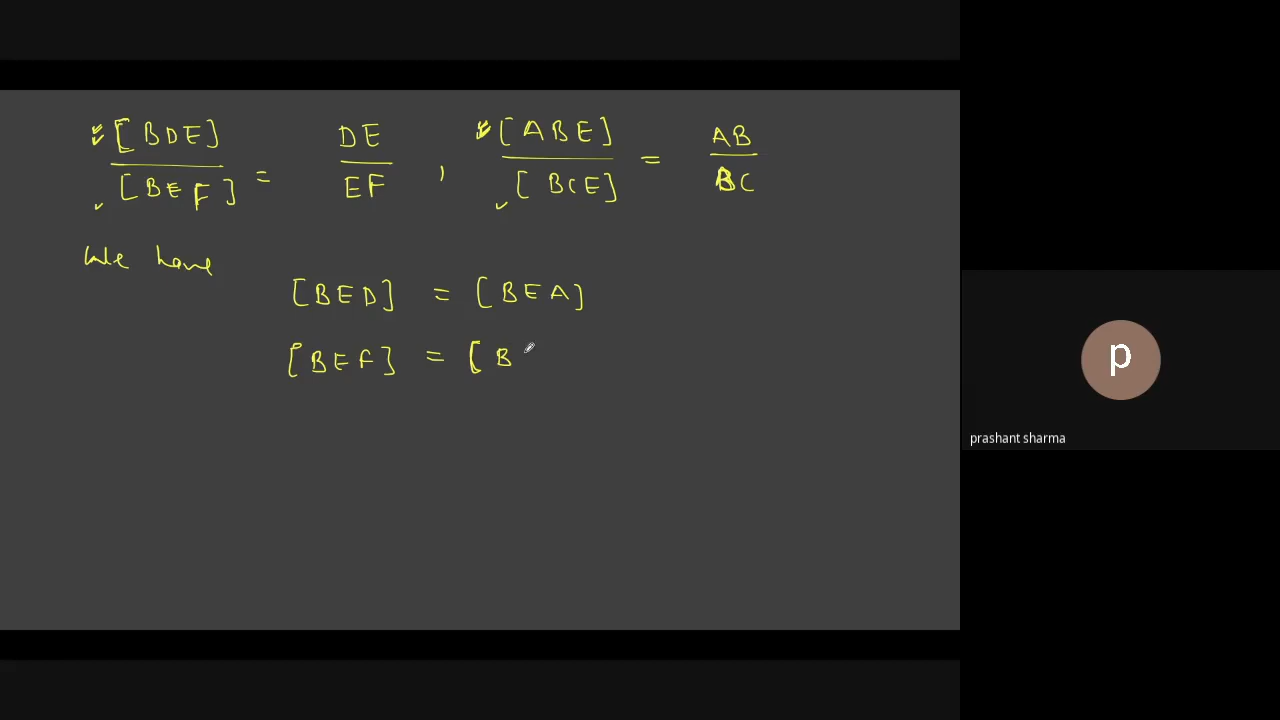 [BDE] / [BEF] = DE / EF , [ABE] / [BCE] = AB / BC
We have
[BED] = [BEA]
[BEF] = [B
p
prashant sharma